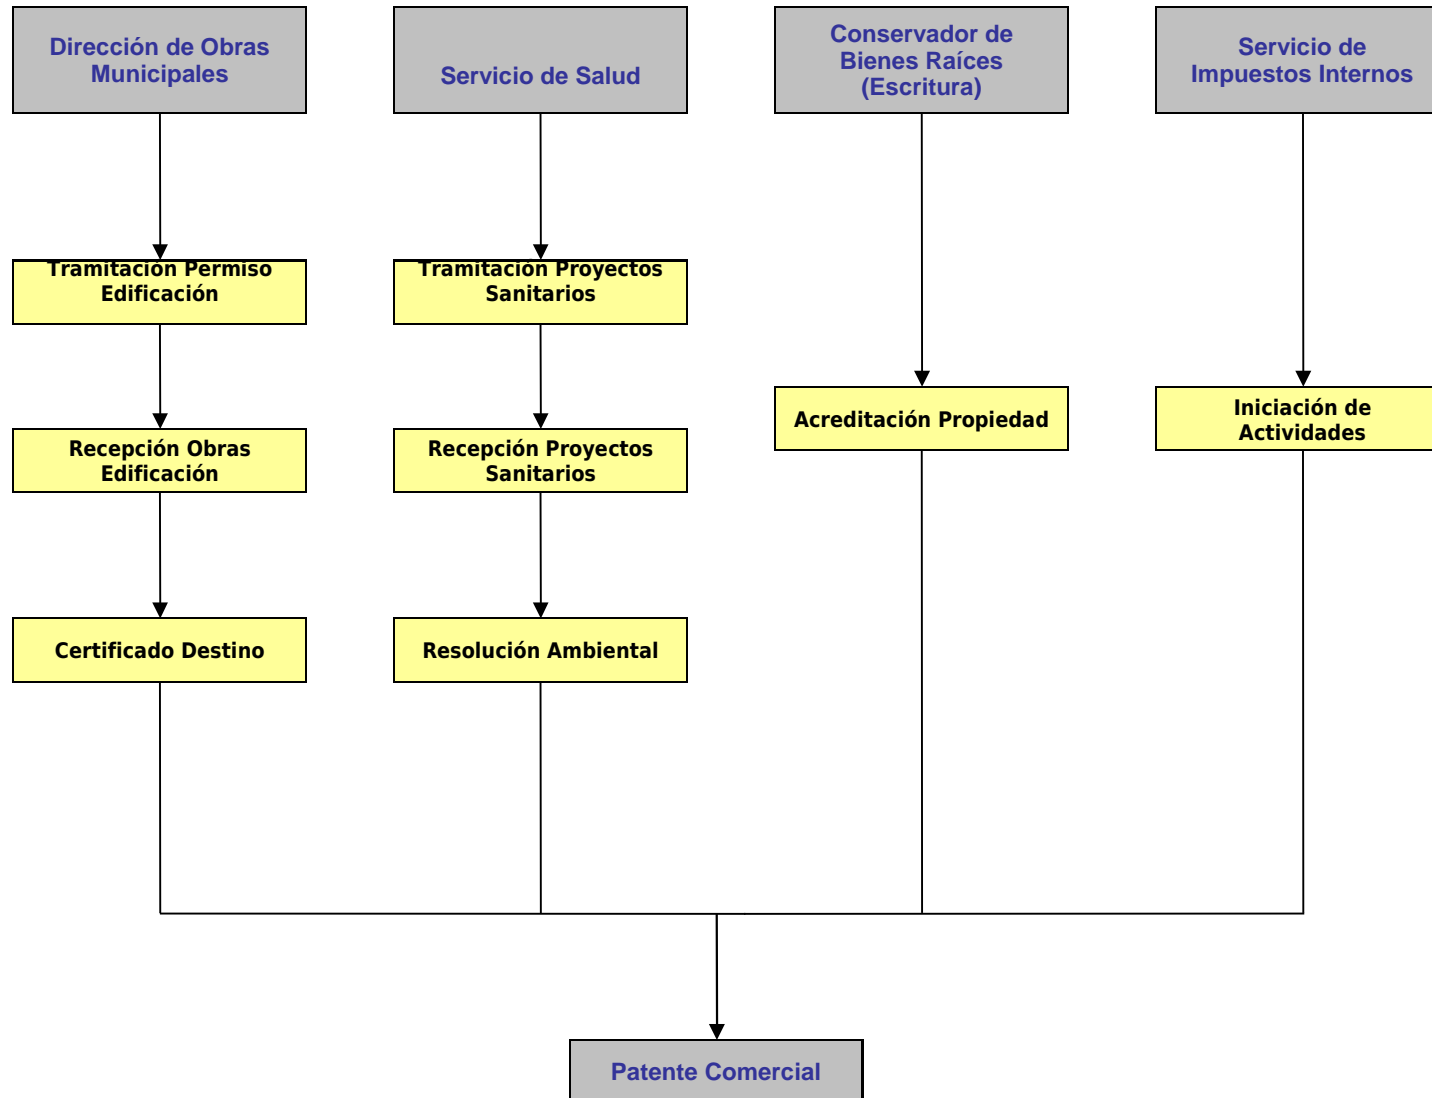 Dirección de Obras
Municipales
Servicio de Salud
Conservador de
Bienes Raíces
(Escritura)
Servicio de
Impuestos Internos
Tramitación Permiso
Edificación
Tramitación Proyectos
Sanitarios
Acreditación Propiedad
Iniciación de
Actividades
Recepción Obras
Edificación
Recepción Proyectos
Sanitarios
Certificado Destino
Resolución Ambiental
Patente Comercial